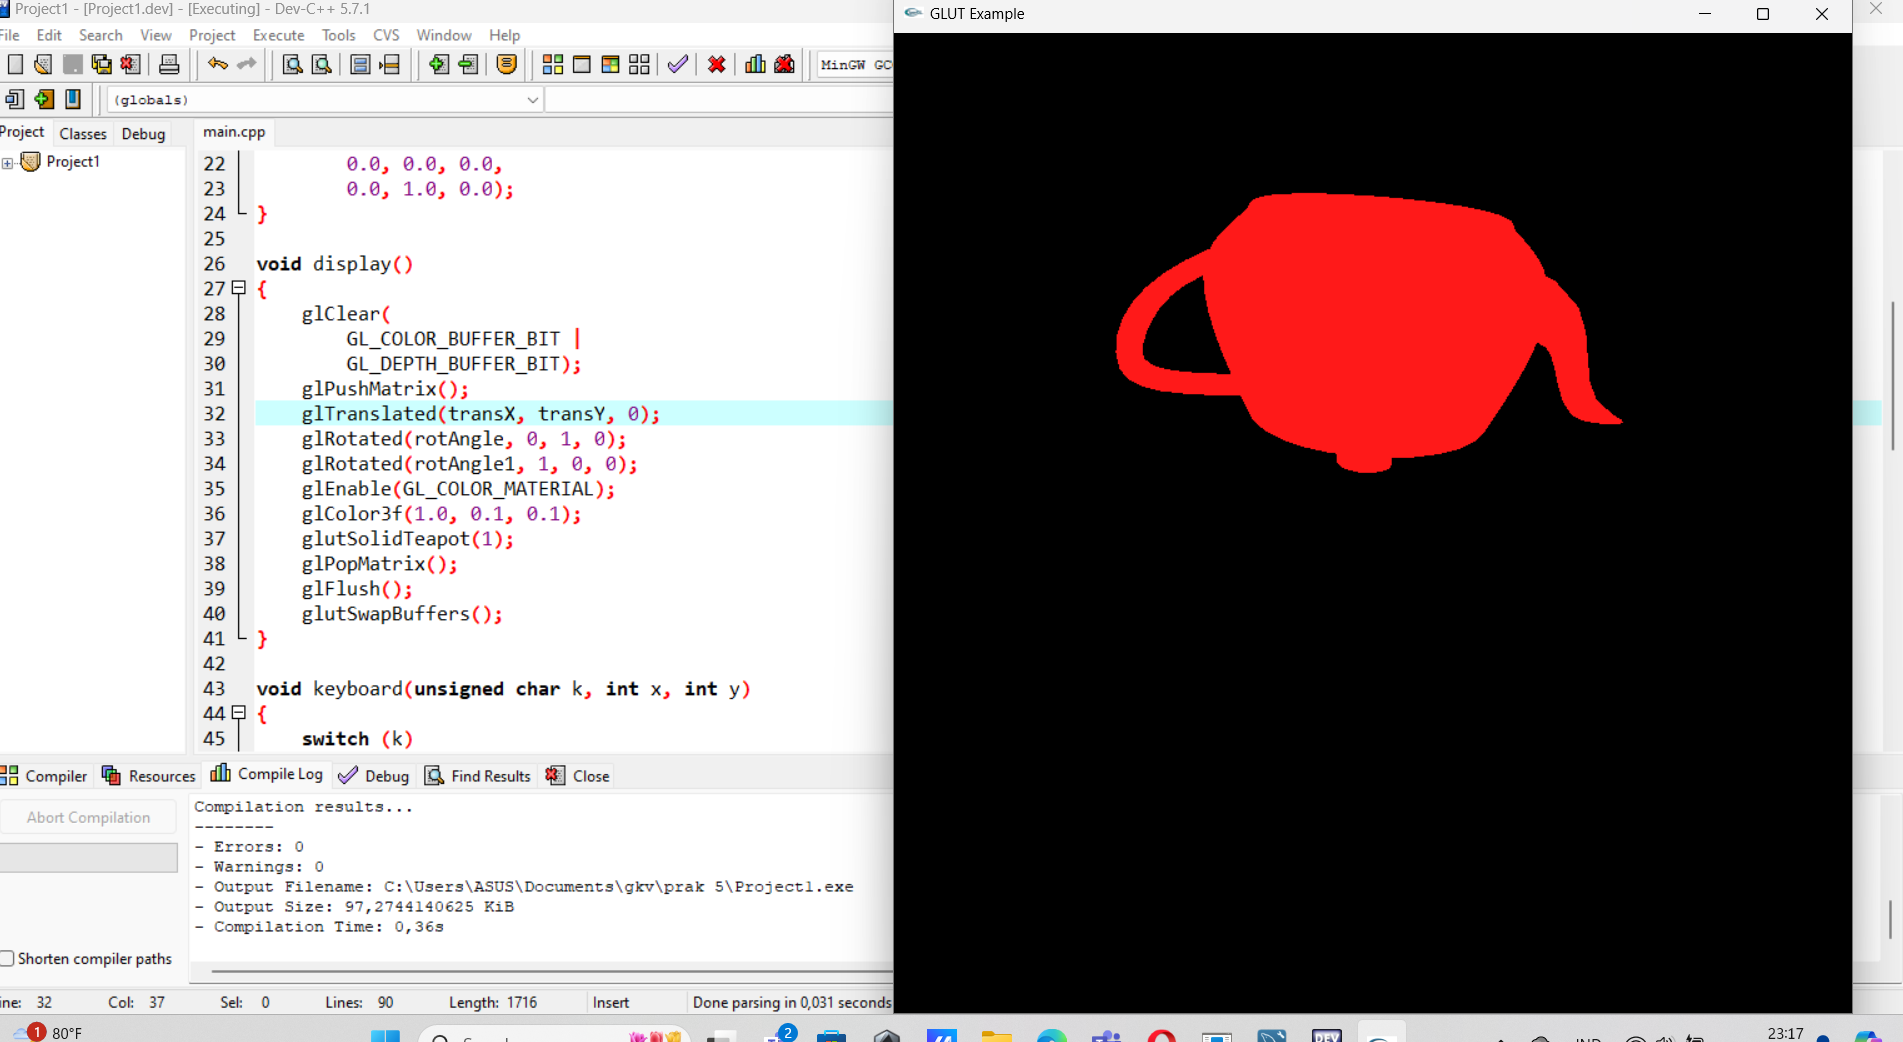 Project1 - [Project1.dev] - [Executing] - Dev-C++ 5.7.1
File Edit Search View Project Execute Tools CVS Window Help
MinGW GC
(globals)
Project Classes Debug
Project1
main.cpp
22 0.0, 0.0, 0.0,
23 0.0, 1.0, 0.0);
24 }
25
26 void display()
27 {
28 glClear(
29 GL_COLOR_BUFFER_BIT |
30 GL_DEPTH_BUFFER_BIT);
31 glPushMatrix();
32 glTranslated(transX, transY, 0);
33 glRotated(rotAngle, 0, 1, 0);
34 glRotated(rotAngle1, 1, 0, 0);
35 glEnable(GL_COLOR_MATERIAL);
36 glColor3f(1.0, 0.1, 0.1);
37 glutSolidTeapot(1);
38 glPopMatrix();
39 glFlush();
40 glutSwapBuffers();
41 }
42
43 void keyboard(unsigned char k, int x, int y)
44 {
45 switch (k)
Compiler Resources Compile Log Debug Find Results Close
Abort Compilation
Shorten compiler paths
Compilation results...
--------
- Errors: 0
- Warnings: 0
- Output Filename: C:\Users\ASUS\Documents\gkv\prak 5\Project1.exe
- Output Size: 97,2744140625 KiB
- Compilation Time: 0,36s
ine: 32 Col: 37 Sel: 0 Lines: 90 Length: 1716 Insert Done parsing in 0,031 seconds
GLUT Example
1 80°F
2
DEV
23:17